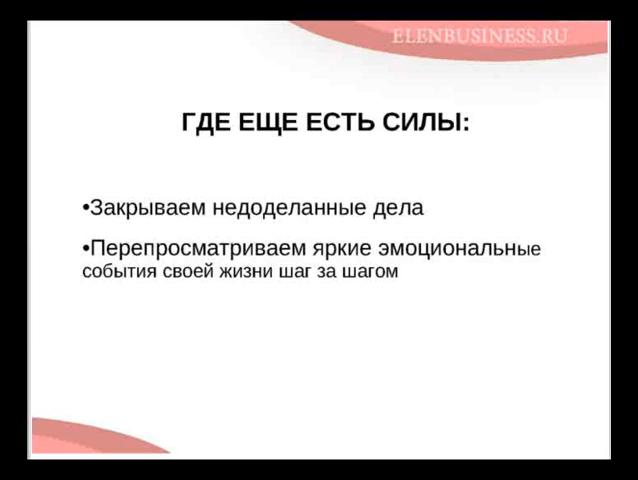 ELENBUSINESS.RU
ГДЕ ЕЩЕ ЕСТЬ СИЛЫ:
•Закрываем недоделанные дела
•Перепросматриваем яркие эмоциональные
события своей жизни шаг за шагом